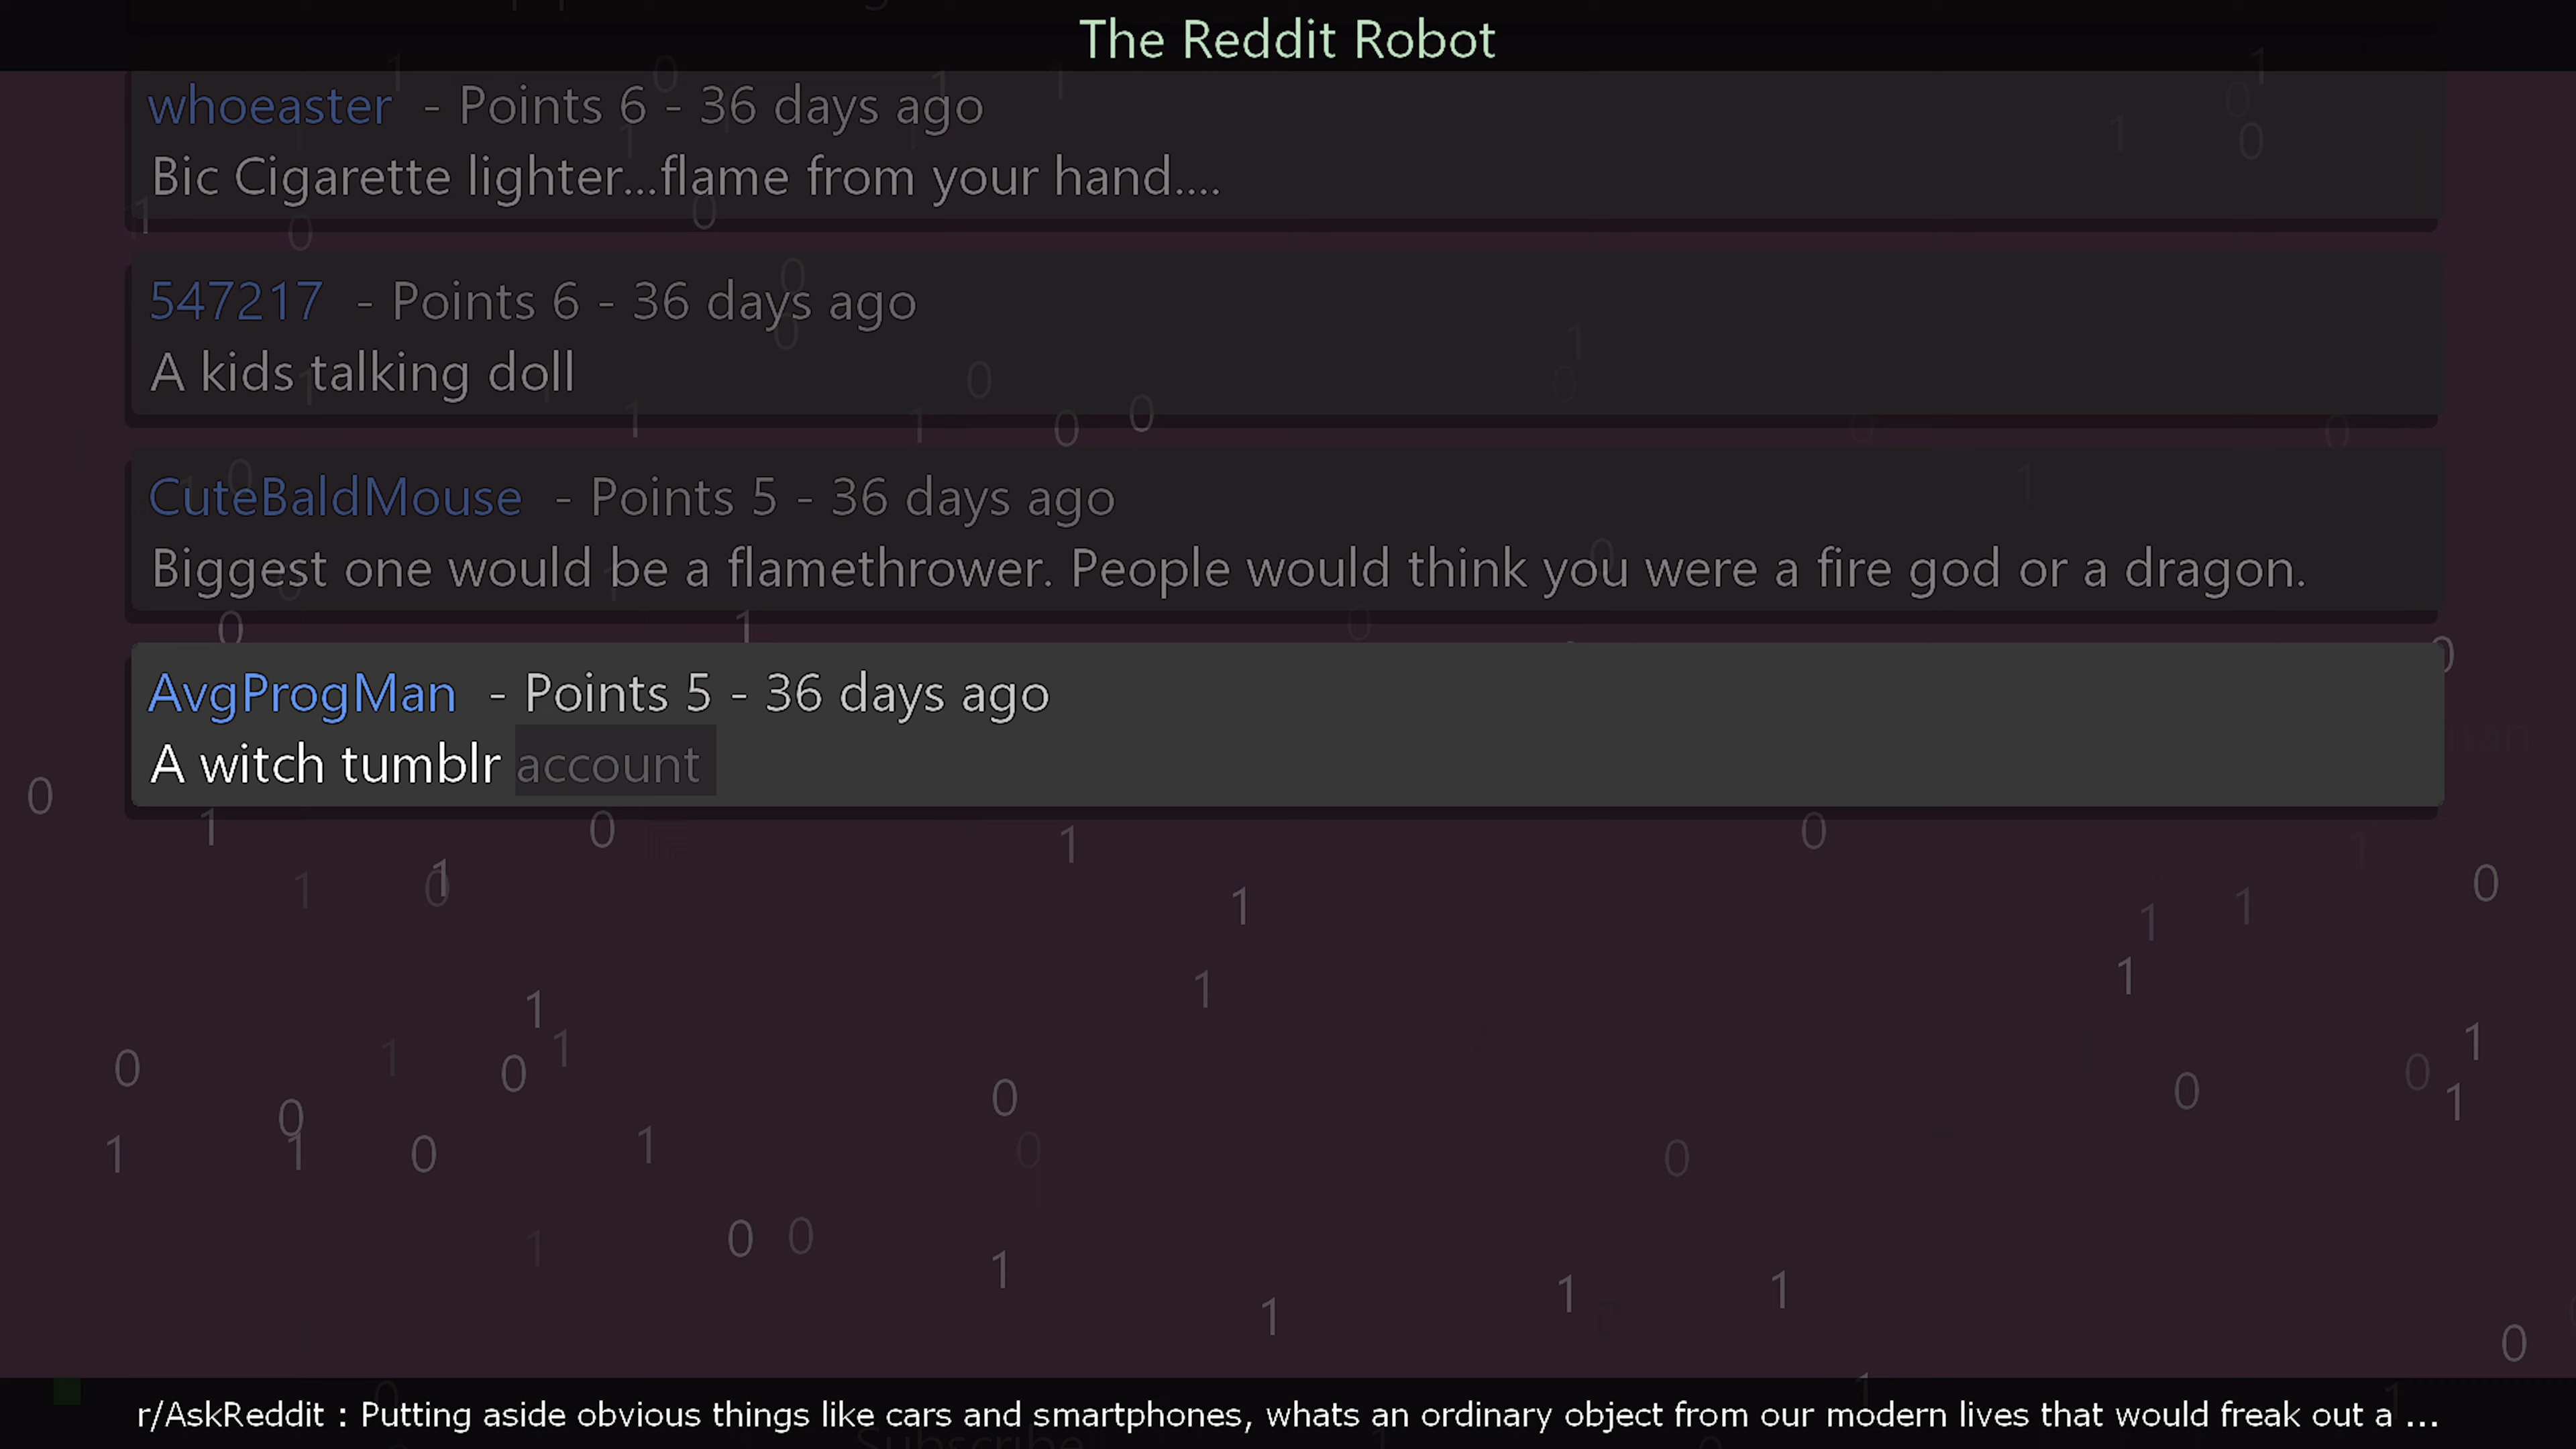 The Reddit Robot
whoeaster - Points 6 - 36 days ago
Bic Cigarette lighter...flame from your hand....
547217 - Points 6 - 36 days ago
A kids talking doll
CuteBaldMouse - Points 5 - 36 days ago
Biggest one would be a flamethrower. People would think you were a fire god or a dragon.
AvgProgMan - Points 5 - 36 days ago
A witch tumblr account
r/AskReddit : Putting aside obvious things like cars and smartphones, whats an ordinary object from our modern lives that would freak out a ...
Subscribe